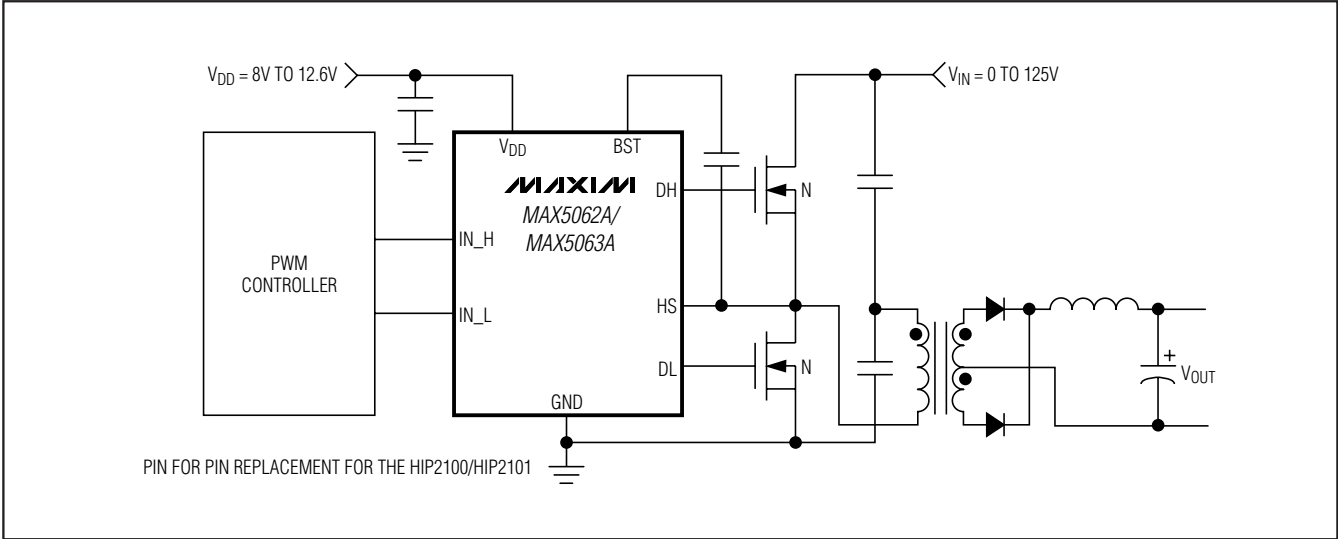 V_DD = 8V TO 12.6V
V_IN = 0 TO 125V
V_DD
BST
MAXIM
DH
N
MAX5062A/
MAX5063A
IN_H
PWM
CONTROLLER
HS
IN_L
DL
N
+
V_OUT
GND
PIN FOR PIN REPLACEMENT FOR THE HIP2100/HIP2101